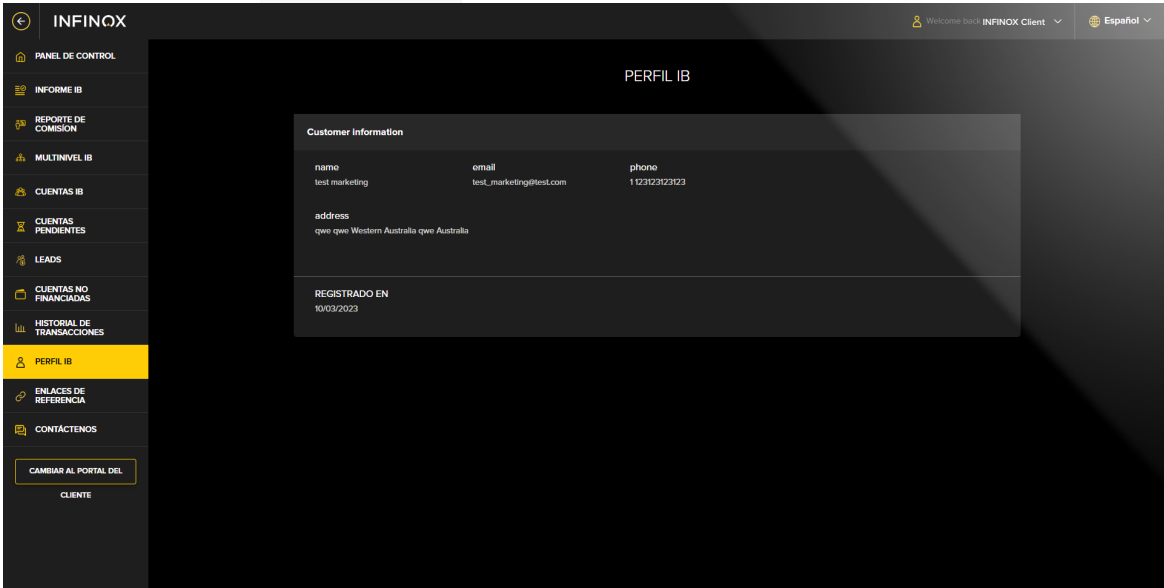 INFINOX
Welcome back INFINOX Client
Español
PANEL DE CONTROL
INFORME IB
REPORTE DE
COMISÍON
MULTINIVEL IB
CUENTAS IB
CUENTAS
PENDIENTES
LEADS
CUENTAS NO
FINANCIADAS
HISTORIAL DE
TRANSACCIONES
PERFIL IB
ENLACES DE
REFERENCIA
CONTÁCTENOS
CAMBIAR AL PORTAL DEL
CLIENTE
PERFIL IB
Customer information
name email phone
test marketing test_marketing@test.com 1 123123123123
address
qwe qwe Western Australia qwe Australia
REGISTRADO EN
10/03/2023